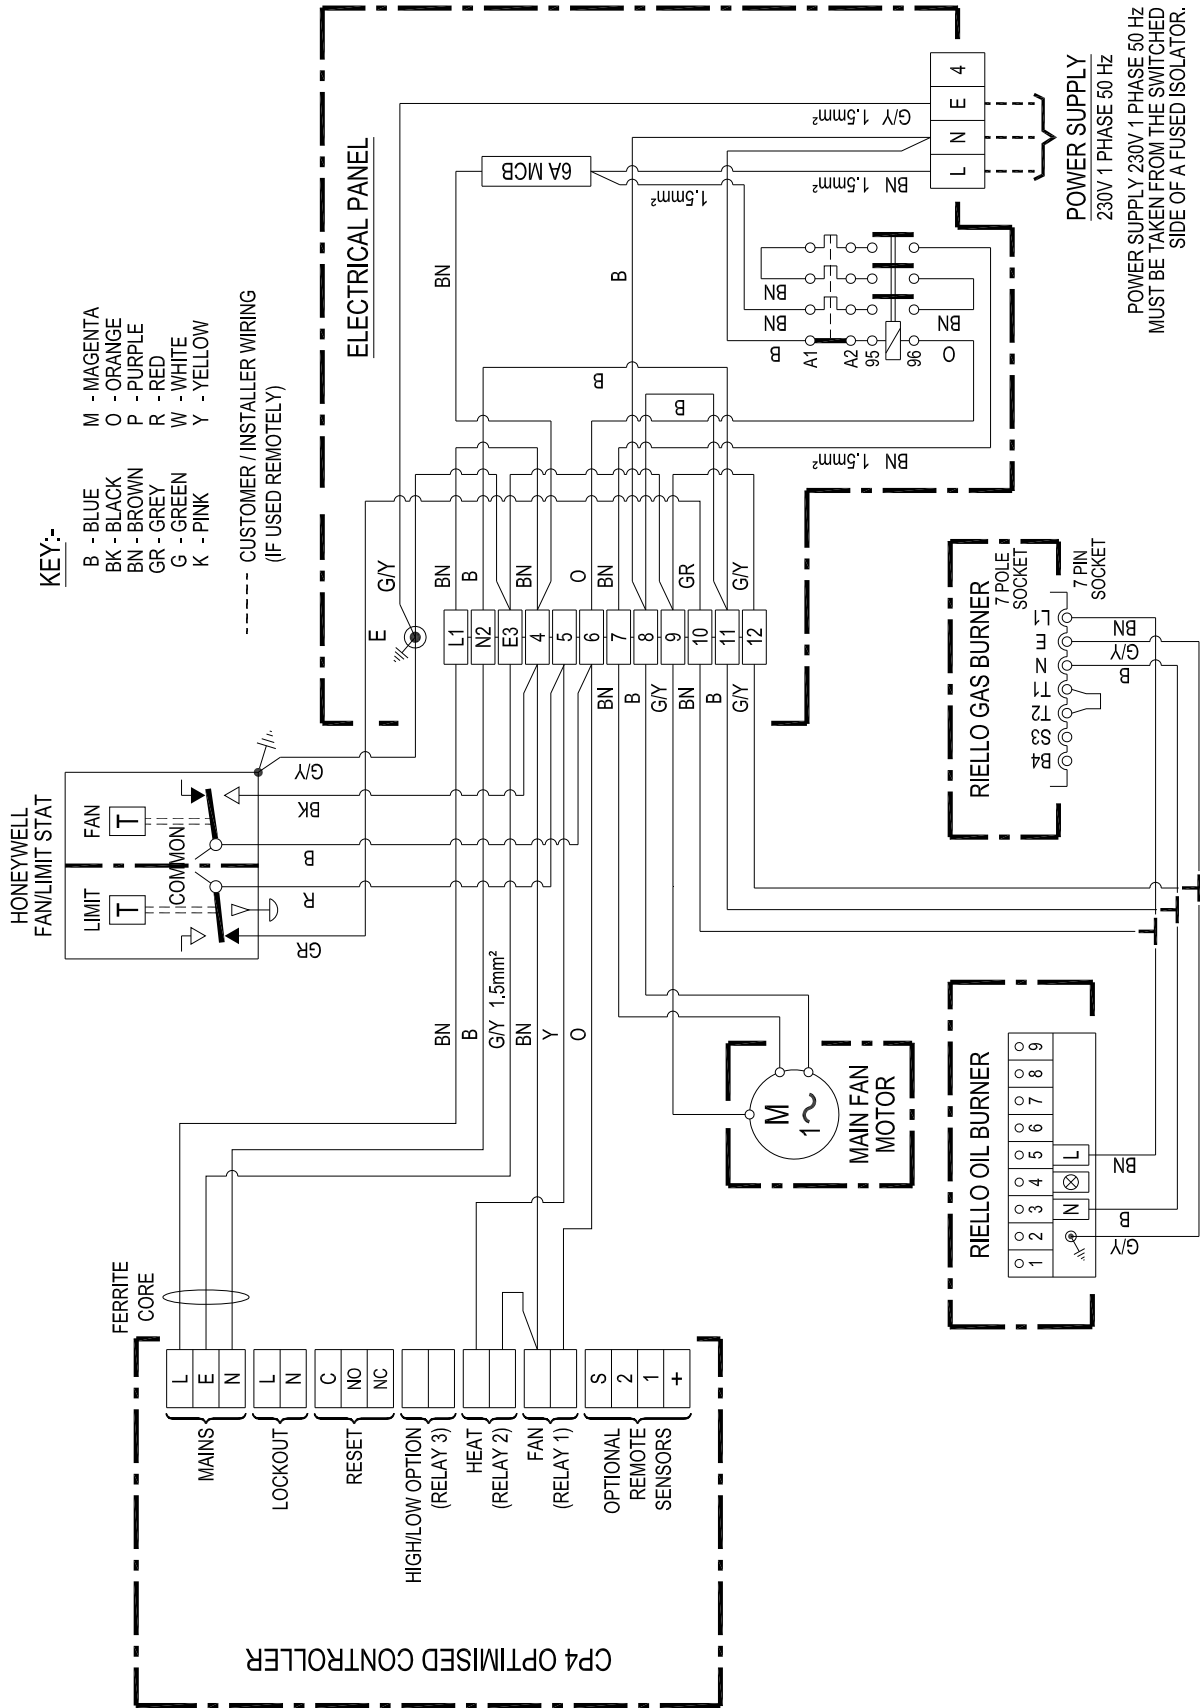 KEY:-
B - BLUE
BK - BLACK
BN - BROWN
GR - GREY
G - GREEN
K - PINK
M - MAGENTA
O - ORANGE
P - PURPLE
R - RED
W - WHITE
Y - YELLOW
---- CUSTOMER / INSTALLER WIRING
(IF USED REMOTELY)
HONEYWELL
FAN/LIMIT STAT
LIMIT
FAN
T
T
COMMON
GR
R
B
BK
G/Y
ELECTRICAL PANEL
E
G/Y
BN
B
BN
O
BN
GR
G/Y
L1
N2
E3
4
5
6
7
8
9
10
11
12
BN
B
G/Y
BN
B
G/Y
BN
6A MCB
B
B
B
BN 1.5mm²
1.5mm²
BN 1.5mm²
G/Y 1.5mm²
B
BN
BN
A1
A2
95
96
O
BN
L
N
E
4
POWER SUPPLY
230V 1 PHASE 50 Hz
POWER SUPPLY 230V 1 PHASE 50 Hz
MUST BE TAKEN FROM THE SWITCHED
SIDE OF A FUSED ISOLATOR.
BN
B
G/Y 1.5mm²
BN
Y
O
FERRITE
CORE
CP4 OPTIMISED CONTROLLER
MAINS
L
E
N
LOCKOUT
L
N
RESET
C
NO
NC
HIGH/LOW OPTION
(RELAY 3)
HEAT
(RELAY 2)
FAN
(RELAY 1)
OPTIONAL
REMOTE
SENSORS
S
2
1
+
M
1~
MAIN FAN
MOTOR
RIELLO OIL BURNER
1
2
3
4
5
6
7
8
9
N
L
G/Y
B
BN
RIELLO GAS BURNER
7 POLE
SOCKET
7 PIN
SOCKET
B4
S3
T2
T1
N
E
L1
B
G/Y
BN